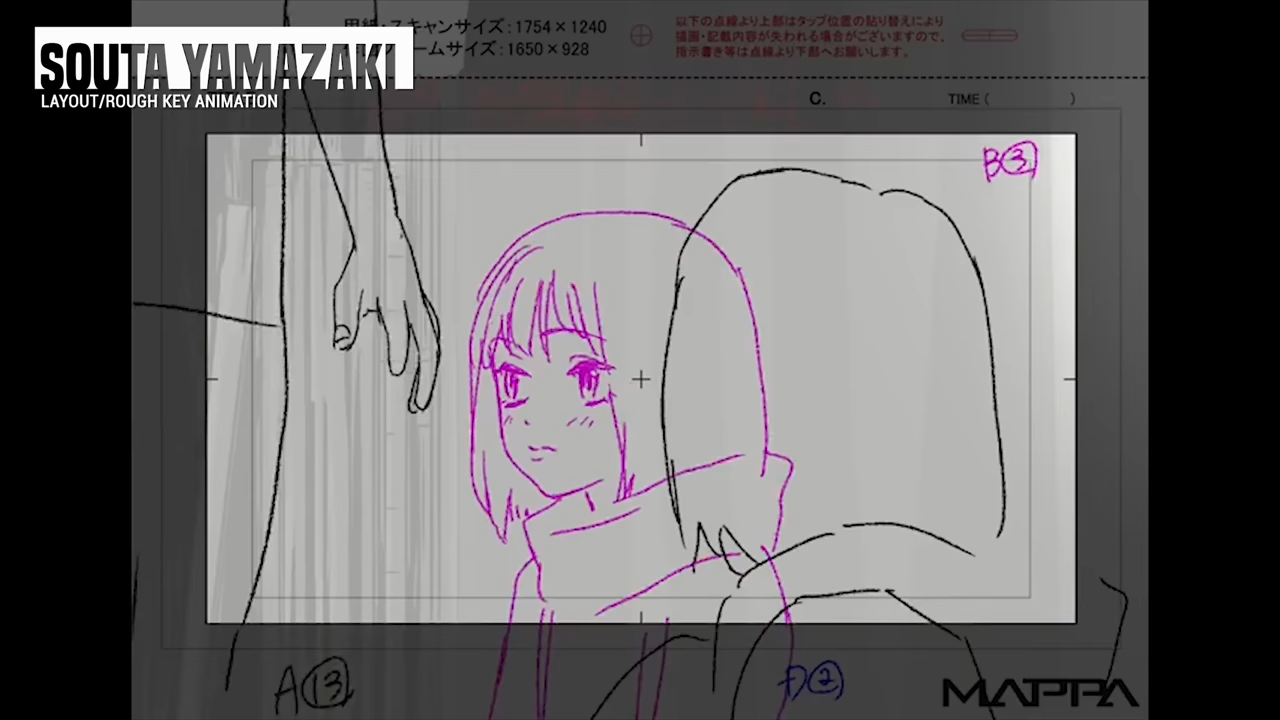 スキャンサイズ:1754×1240
ームサイズ:1650×928
以下の点線より上部はタップ位置の貼り替えにより
描画・記載内容が失われる場合がございますので、
指示書き等は点線より下部へお願いします。
SOUTA YAMAZAKI
LAYOUT/ROUGH KEY ANIMATION
C.
TIME ( )
B③
A⑬
D②
MAPPA